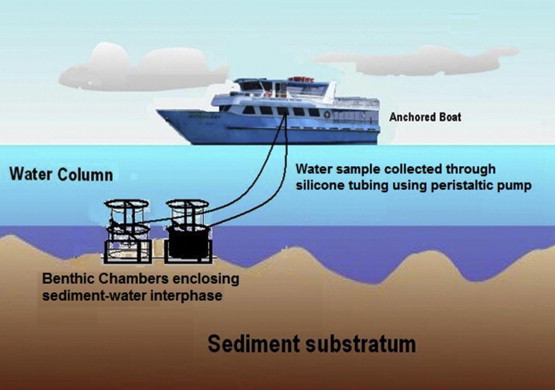 Anchored Boat
Water Column
Water sample collected through
silicone tubing using peristaltic pump
Benthic Chambers enclosing
sediment-water interphase
Sediment substratum